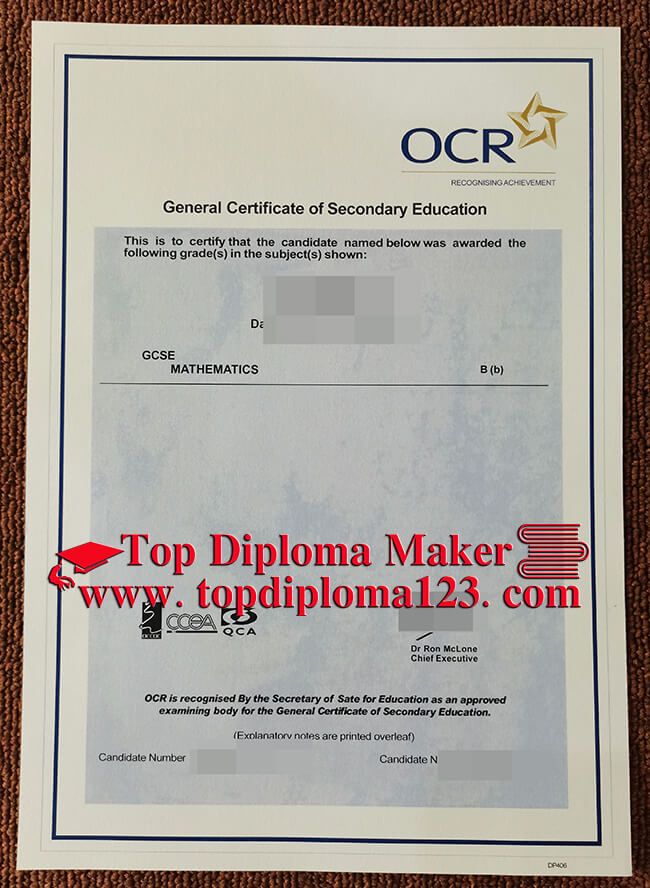 OCR
RECOGNISING ACHIEVEMENT
General Certificate of Secondary Education
This is to certify that the candidate named below was awarded the
following grade(s) in the subject(s) shown:
Da
GCSE
MATHEMATICS B (b)
Top Diploma Maker
www. topdiploma123. com
CCEA QCA
Dr Ron McLone
Chief Executive
OCR is recognised By the Secretary of Sate for Education as an approved
examining body for the General Certificate of Secondary Education.
(Explanatory notes are printed overleaf)
Candidate Number Candidate N
DP406